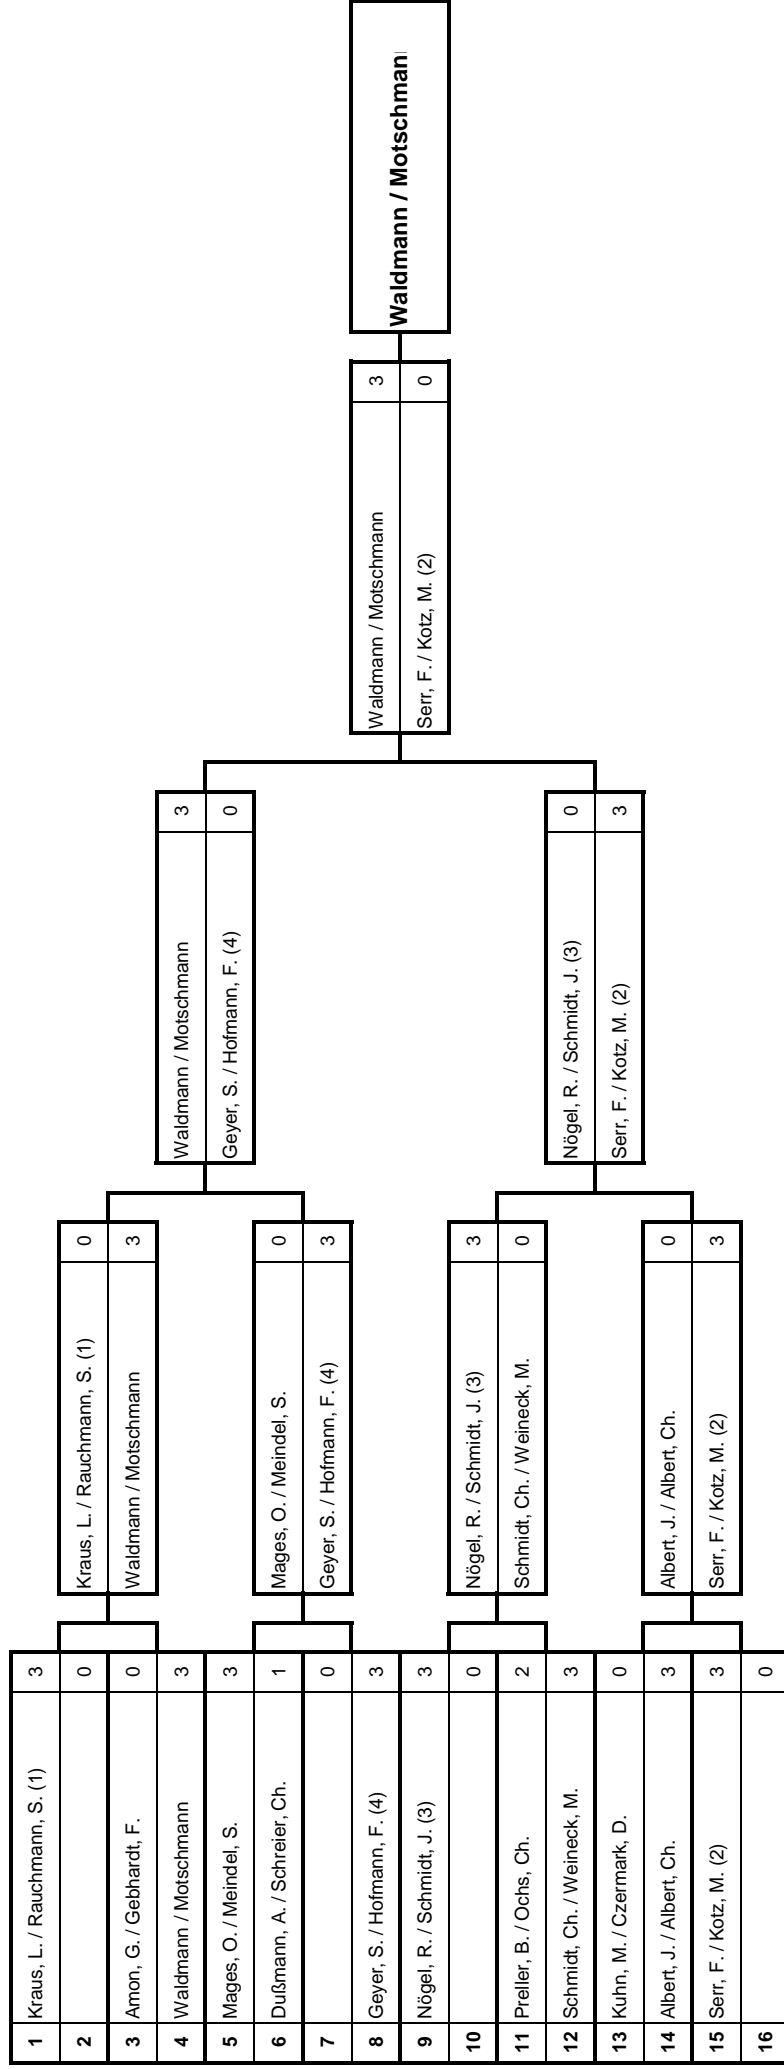 1 Kraus, L. / Rauchmann, S. (1) 3
2 0
3 Amon, G. / Gebhardt, F. 0
4 Waldmann / Motschmann 3
5 Mages, O. / Meindel, S. 3
6 Dußmann, A. / Schreier, Ch. 1
7 0
8 Geyer, S. / Hofmann, F. (4) 3
9 Nögel, R. / Schmidt, J. (3) 3
10 0
11 Preller, B. / Ochs, Ch. 2
12 Schmidt, Ch. / Weineck, M. 3
13 Kuhn, M. / Czermark, D. 0
14 Albert, J. / Albert, Ch. 3
15 Serr, F. / Kotz, M. (2) 3
16 0
Kraus, L. / Rauchmann, S. (1) 0
Waldmann / Motschmann 3
Mages, O. / Meindel, S. 0
Geyer, S. / Hofmann, F. (4) 3
Nögel, R. / Schmidt, J. (3) 3
Schmidt, Ch. / Weineck, M. 0
Albert, J. / Albert, Ch. 0
Serr, F. / Kotz, M. (2) 3
Waldmann / Motschmann 3
Geyer, S. / Hofmann, F. (4) 0
Nögel, R. / Schmidt, J. (3) 0
Serr, F. / Kotz, M. (2) 3
Waldmann / Motschmann 3
Serr, F. / Kotz, M. (2) 0
Waldmann / Motschman